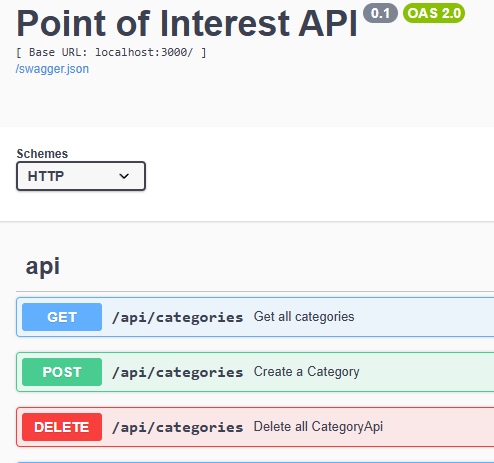 Point of Interest API 0.1 OAS 2.0
[ Base URL: localhost:3000/ ]
/swagger.json
Schemes
HTTP
api
GET /api/categories Get all categories
POST /api/categories Create a Category
DELETE /api/categories Delete all CategoryApi